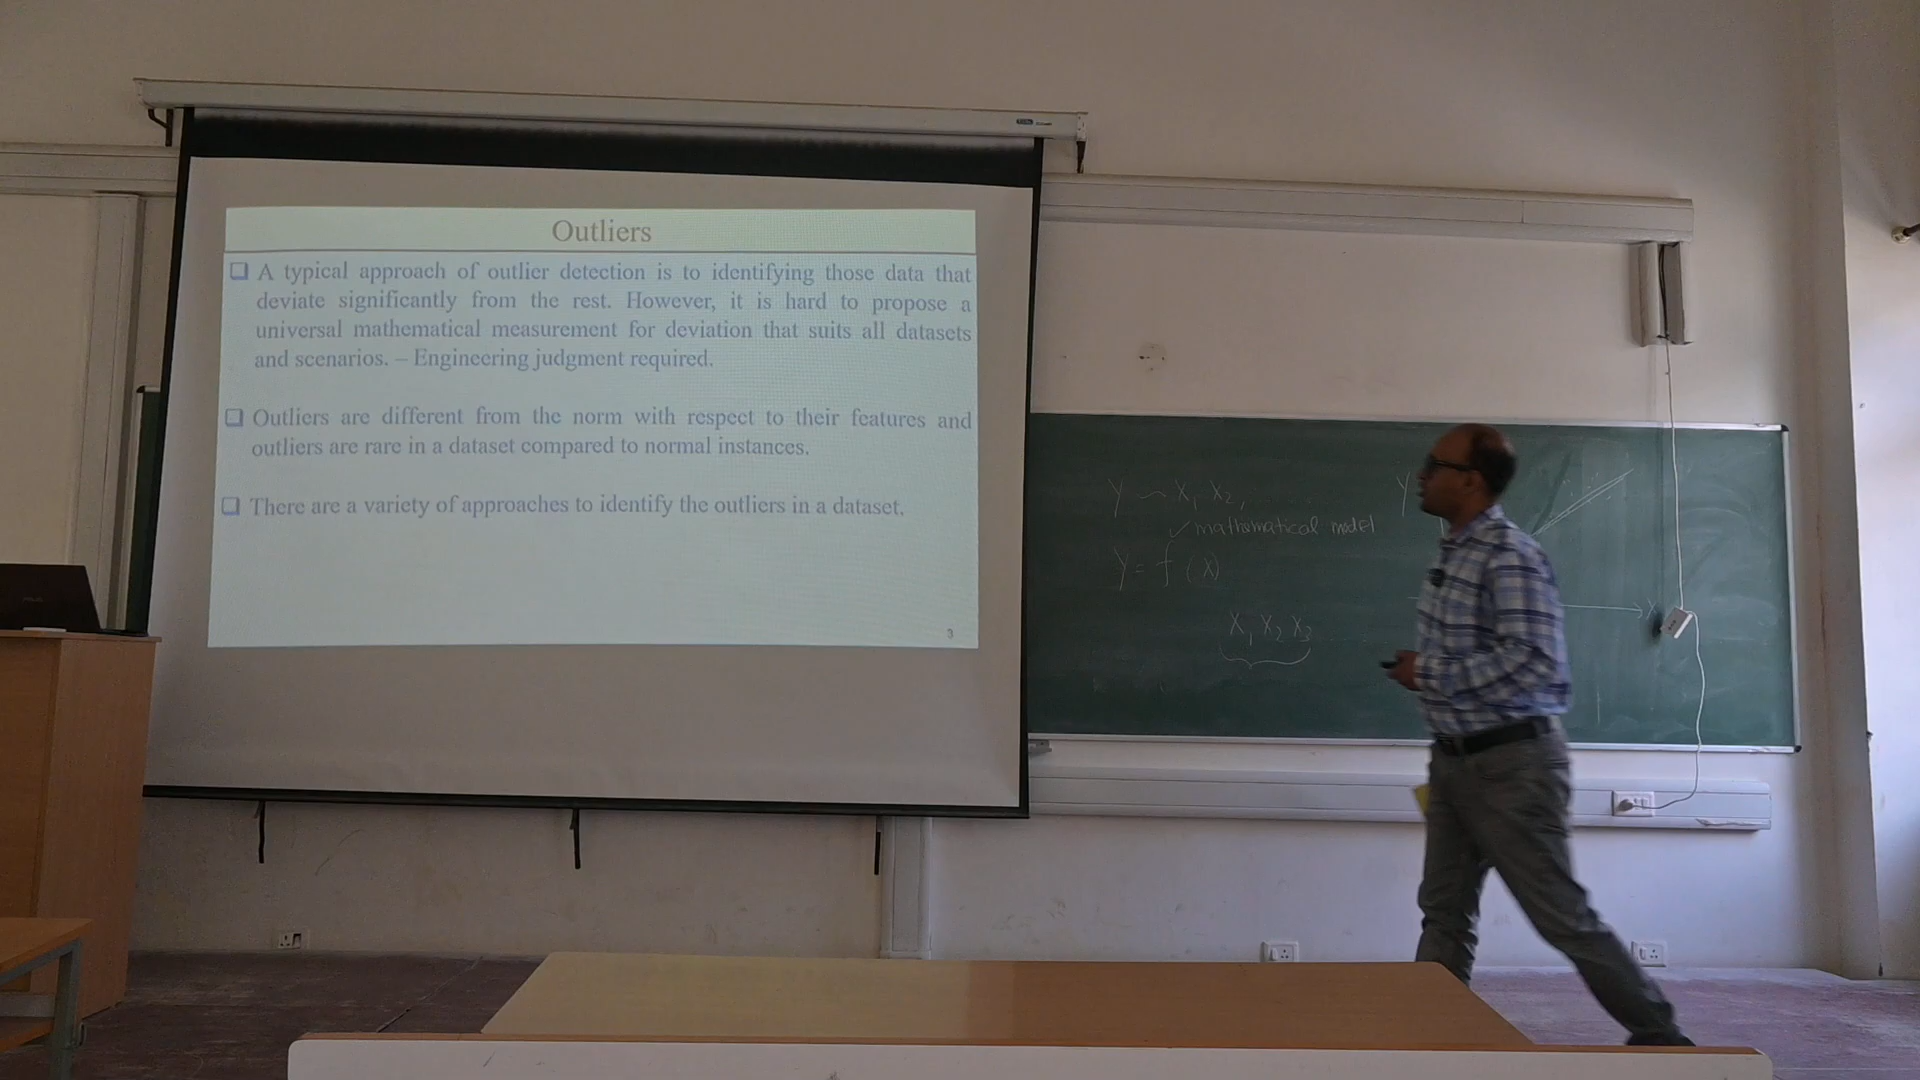 Outliers
❑ A typical approach of outlier detection is to identifying those data that
deviate significantly from the rest. However, it is hard to propose a
universal mathematical measurement for deviation that suits all datasets
and scenarios. – Engineering judgment required.
❑ Outliers are different from the norm with respect to their features and
outliers are rare in a dataset compared to normal instances.
❑ There are a variety of approaches to identify the outliers in a dataset.
3
Y ~ X₁ X₂, ......
✓ mathematical model
Y = f (X)
X₁ X₂ X₃ ......
Y